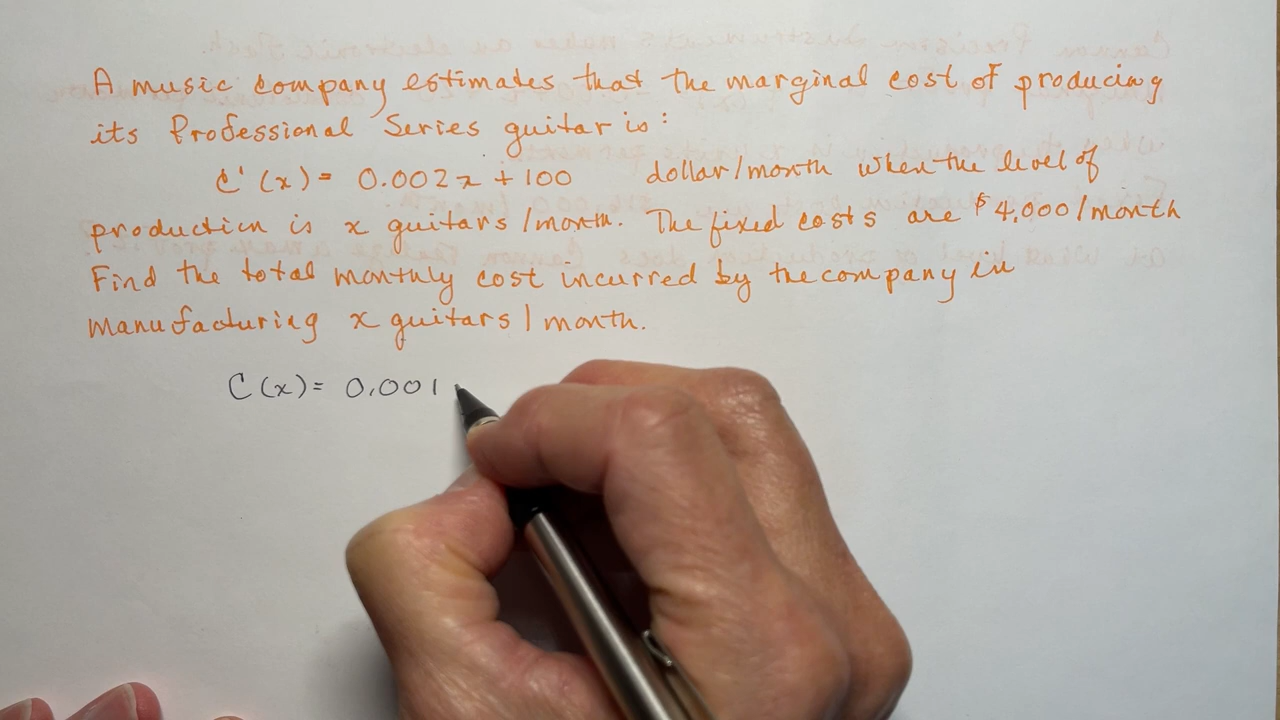 A music company estimates that the marginal cost of producing
its Professional Series guitar is:
C'(x) = 0.002x + 100 dollar/month when the level of
production is x guitars /month. The fixed costs are $4,000/month
Find the total monthly cost incurred by the company in
manufacturing x guitars/month.
C(x) = 0.001